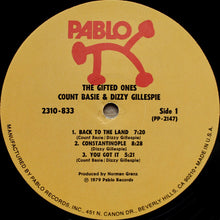 PABLO
THE GIFTED ONES
COUNT BASIE & DIZZY GILLESPIE
2310-833 Side 1
(PP-2147)
1. BACK TO THE LAND 7:20
(Count Basie / Dizzy Gillespie)
2. CONSTANTINOPLE 8:28
(Dizzy Gillespie)
3. YOU GOT IT 5:21
(Count Basie / Dizzy Gillespie)
Produced by Norman Granz
℗ 1979 Pablo Records
MANUFACTURED BY PABLO RECORDS, INC., 451 N. CANON DR., BEVERLY HILLS, CA 90210 MADE IN U.S.A.